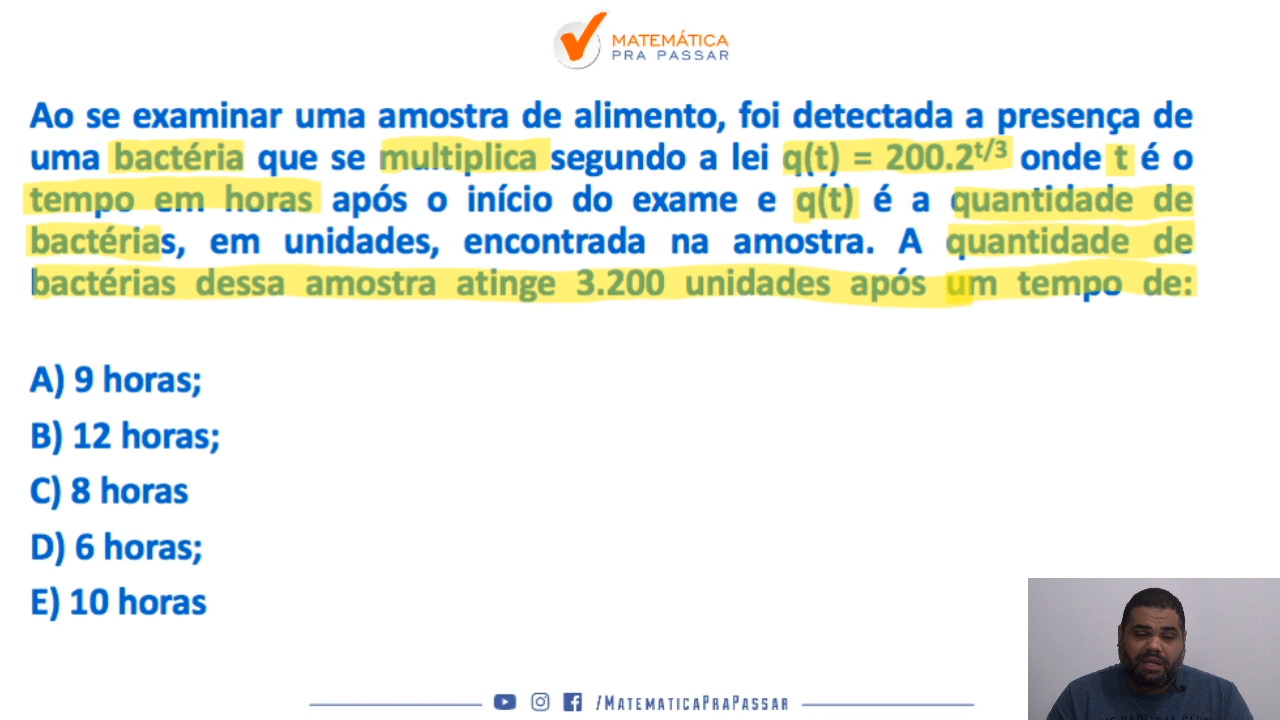 MATEMÁTICA
PRA PASSAR
Ao se examinar uma amostra de alimento, foi detectada a presença de
uma bactéria que se multiplica segundo a lei q(t) = 200.2^{t/3} onde t é o
tempo em horas após o início do exame e q(t) é a quantidade de
bactérias, em unidades, encontrada na amostra. A quantidade de
bactérias dessa amostra atinge 3.200 unidades após um tempo de:
A) 9 horas;
B) 12 horas;
C) 8 horas
D) 6 horas;
E) 10 horas
/MATEMATICAPRAPASSAR